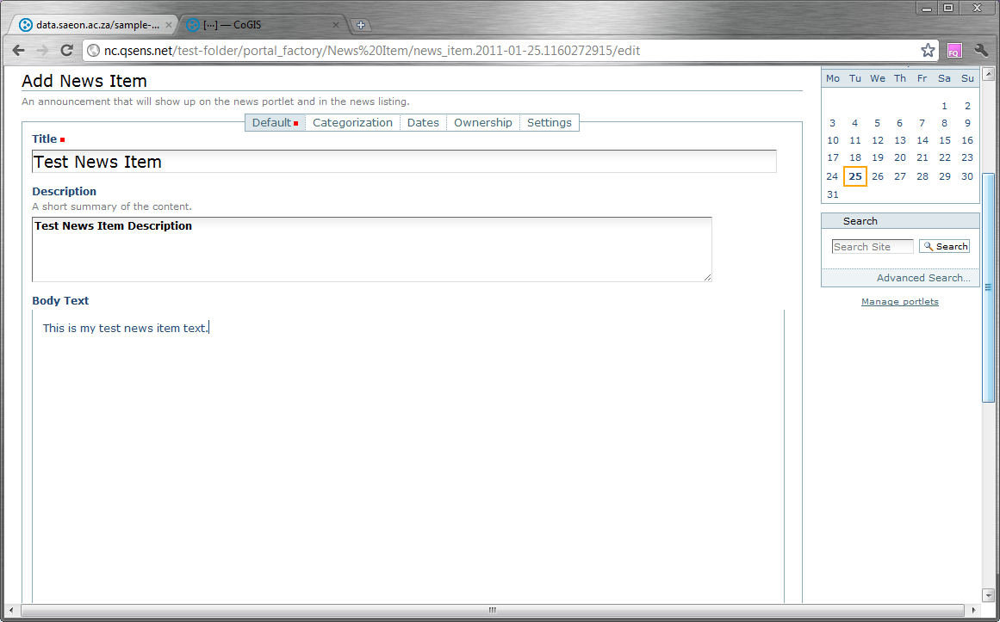 data.saeon.ac.za/sample-...
[...] — CoGIS
nc.qsens.net/test-folder/portal_factory/News%20Item/news_item.2011-01-25.1160272915/edit
FQ
Add News Item
An announcement that will show up on the news portlet and in the news listing.
Default Categorization Dates Ownership Settings
Title
Test News Item
Description
A short summary of the content.
Test News Item Description
Body Text
This is my test news item text.
Mo Tu We Th Fr Sa Su
1 2
3 4 5 6 7 8 9
10 11 12 13 14 15 16
17 18 19 20 21 22 23
24 25 26 27 28 29 30
31
Search
Search Site Search
Advanced Search...
Manage portlets